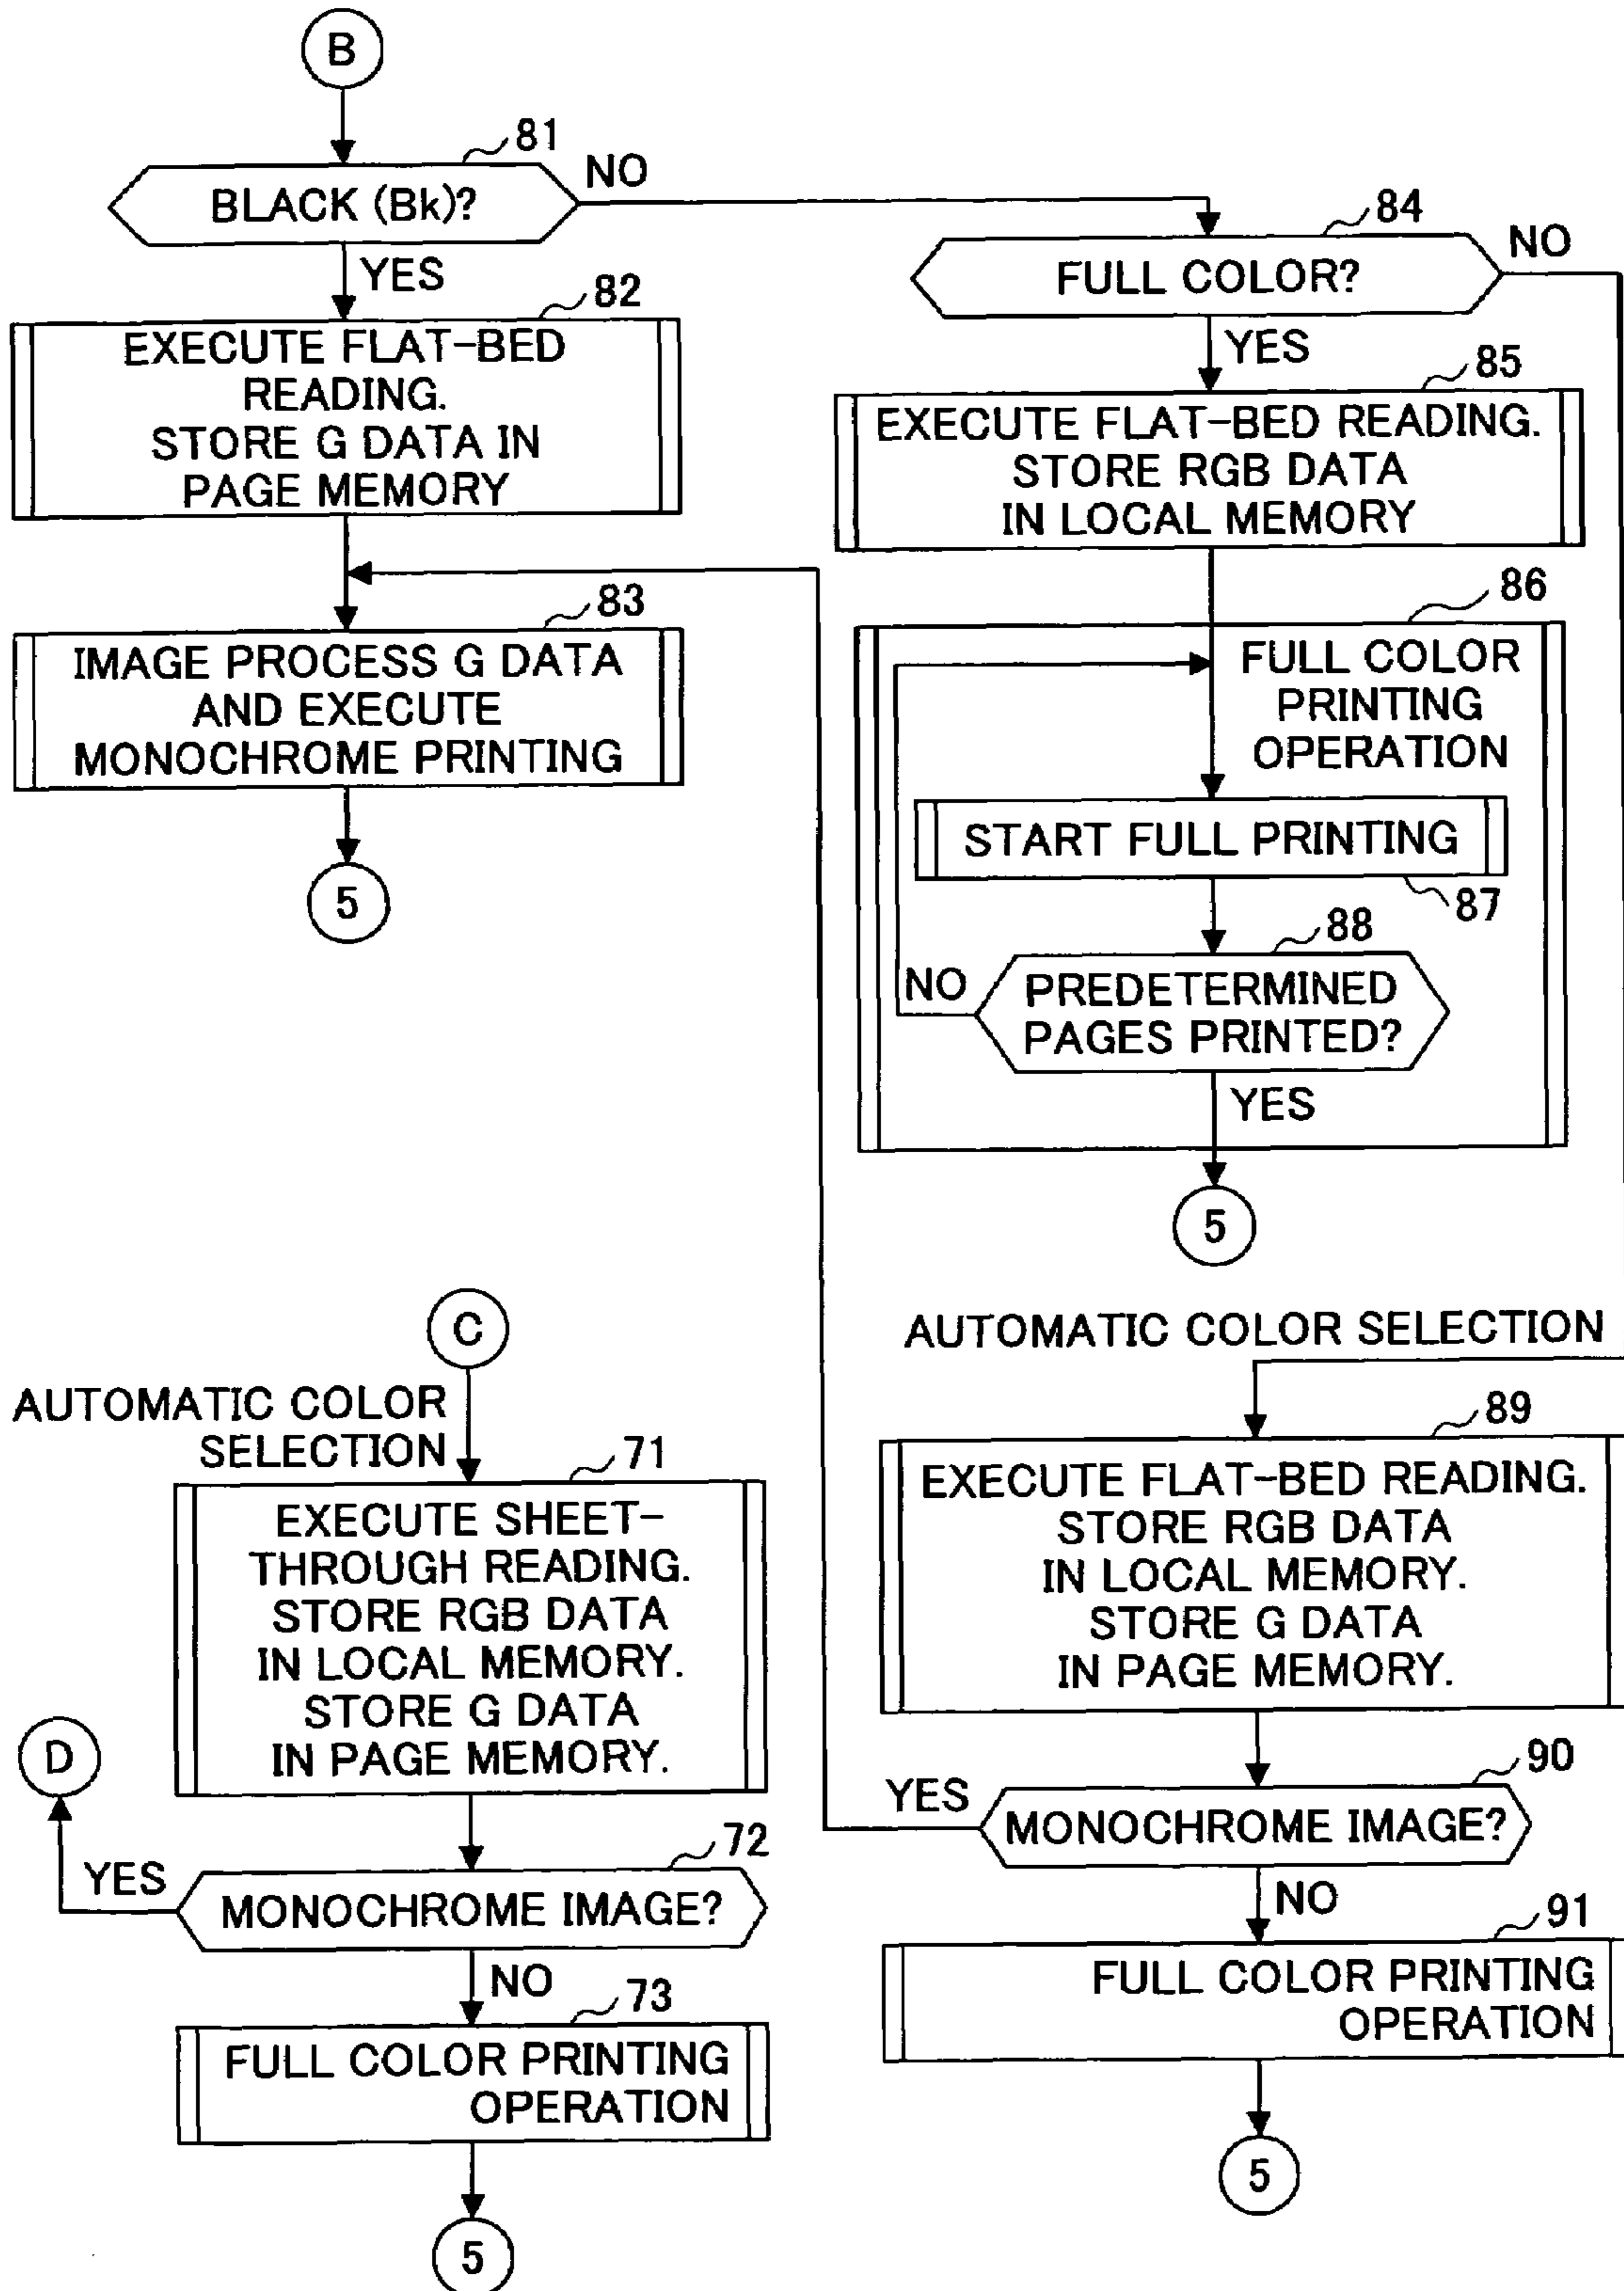 B
81
BLACK (Bk)?
NO
YES
82
EXECUTE FLAT-BED
READING.
STORE G DATA IN
PAGE MEMORY
83
IMAGE PROCESS G DATA
AND EXECUTE
MONOCHROME PRINTING
5
84
FULL COLOR?
NO
YES
85
EXECUTE FLAT-BED READING.
STORE RGB DATA
IN LOCAL MEMORY
86
FULL COLOR
PRINTING
OPERATION
START FULL PRINTING
87
88
NO
PREDETERMINED
PAGES PRINTED?
YES
5
C
AUTOMATIC COLOR
SELECTION
71
EXECUTE SHEET-
THROUGH READING.
STORE RGB DATA
IN LOCAL MEMORY.
STORE G DATA
IN PAGE MEMORY.
D
72
YES
MONOCHROME IMAGE?
NO
73
FULL COLOR PRINTING
OPERATION
5
AUTOMATIC COLOR SELECTION
89
EXECUTE FLAT-BED READING.
STORE RGB DATA
IN LOCAL MEMORY.
STORE G DATA
IN PAGE MEMORY.
90
YES
MONOCHROME IMAGE?
NO
91
FULL COLOR PRINTING
OPERATION
5